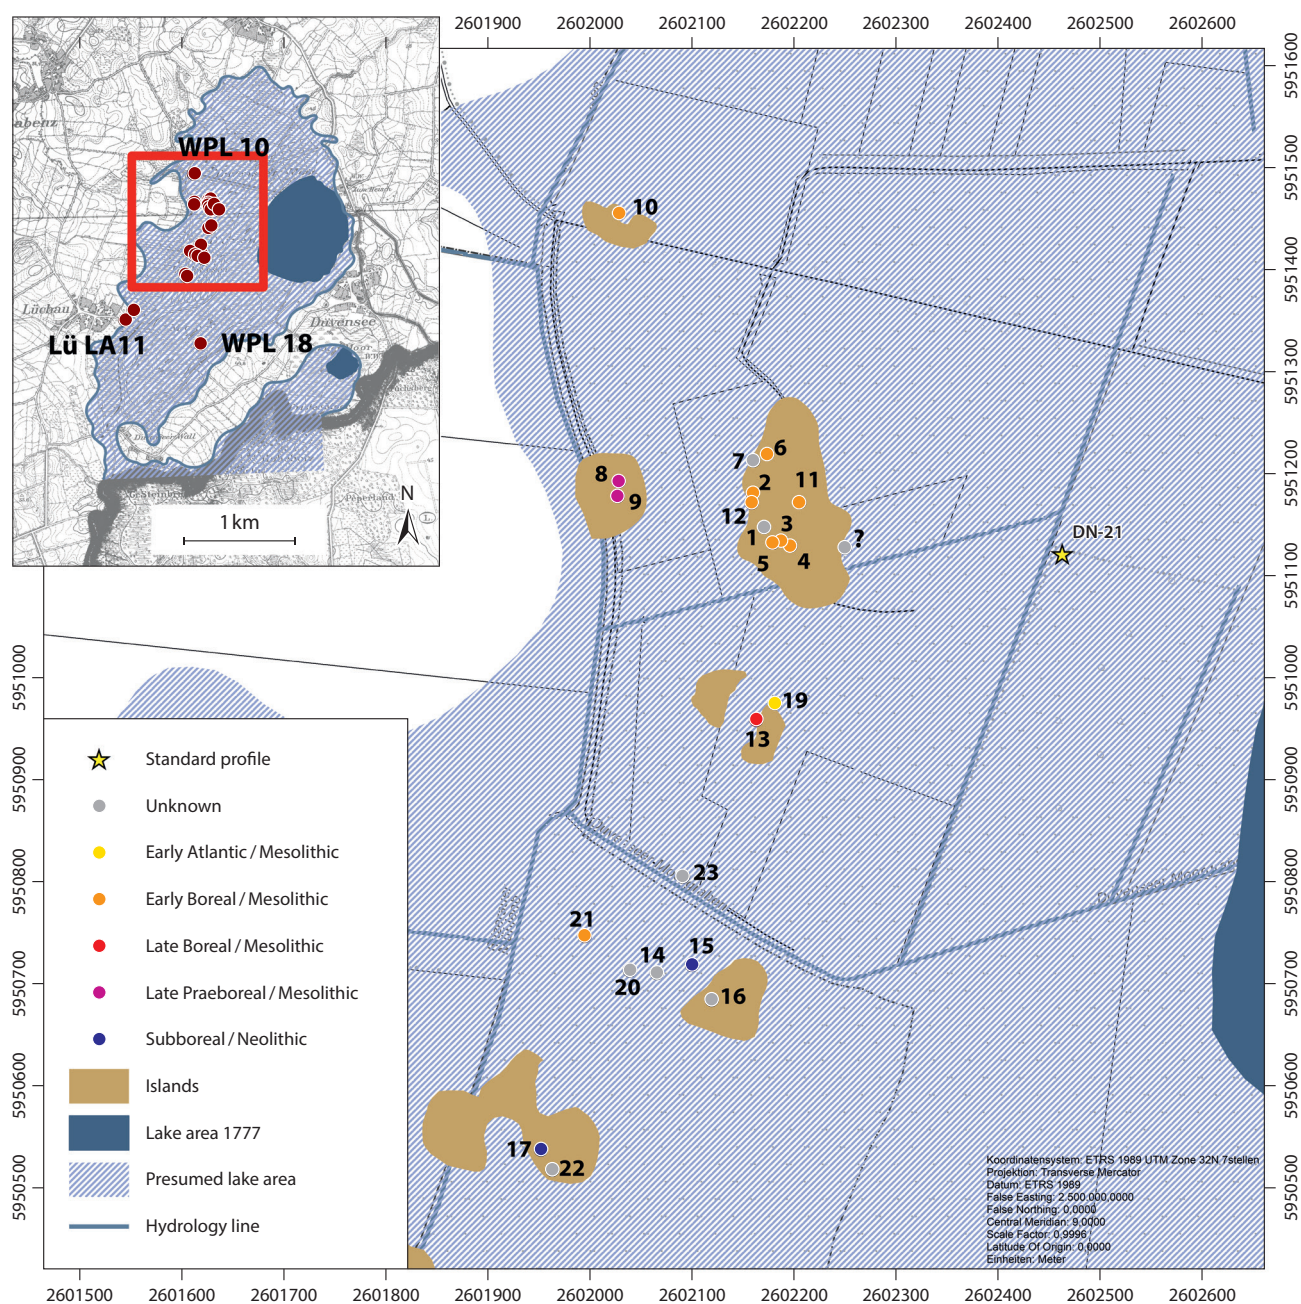 2601900 2602000 2602100 2602200 2602300 2602400 2602500 2602600
5951600
5951500
5951400
5951300
5951200
5951100
5951000
5950900
5950800
5950700
5950600
5950500
abenz
WPL 10
Lüchau
Duvensee
Lü LA11
WPL 18
N
1 km
10
6
7
8
2
11
9
12
3
1
?
DN-21
5
4
19
13
23
21
15
14
20
16
17
22
5951000
5950900
5950800
5950700
5950600
5950500
Standard profile
Unknown
Early Atlantic / Mesolithic
Early Boreal / Mesolithic
Late Boreal / Mesolithic
Late Praeboreal / Mesolithic
Subboreal / Neolithic
Islands
Lake area 1777
Presumed lake area
Hydrology line
Koordinatensystem: ETRS 1989 UTM Zone 32N 7stellen
Projektion: Transverse Mercator
Datum: ETRS 1989
False Easting: 2.500.000,0000
False Northing: 0,0000
Central Meridian: 9,0000
Scale Factor: 0,9996
Latitude Of Origin: 0,0000
Einheiten: Meter
2601500 2601600 2601700 2601800 2601900 2602000 2602100 2602200 2602300 2602400 2602500 2602600